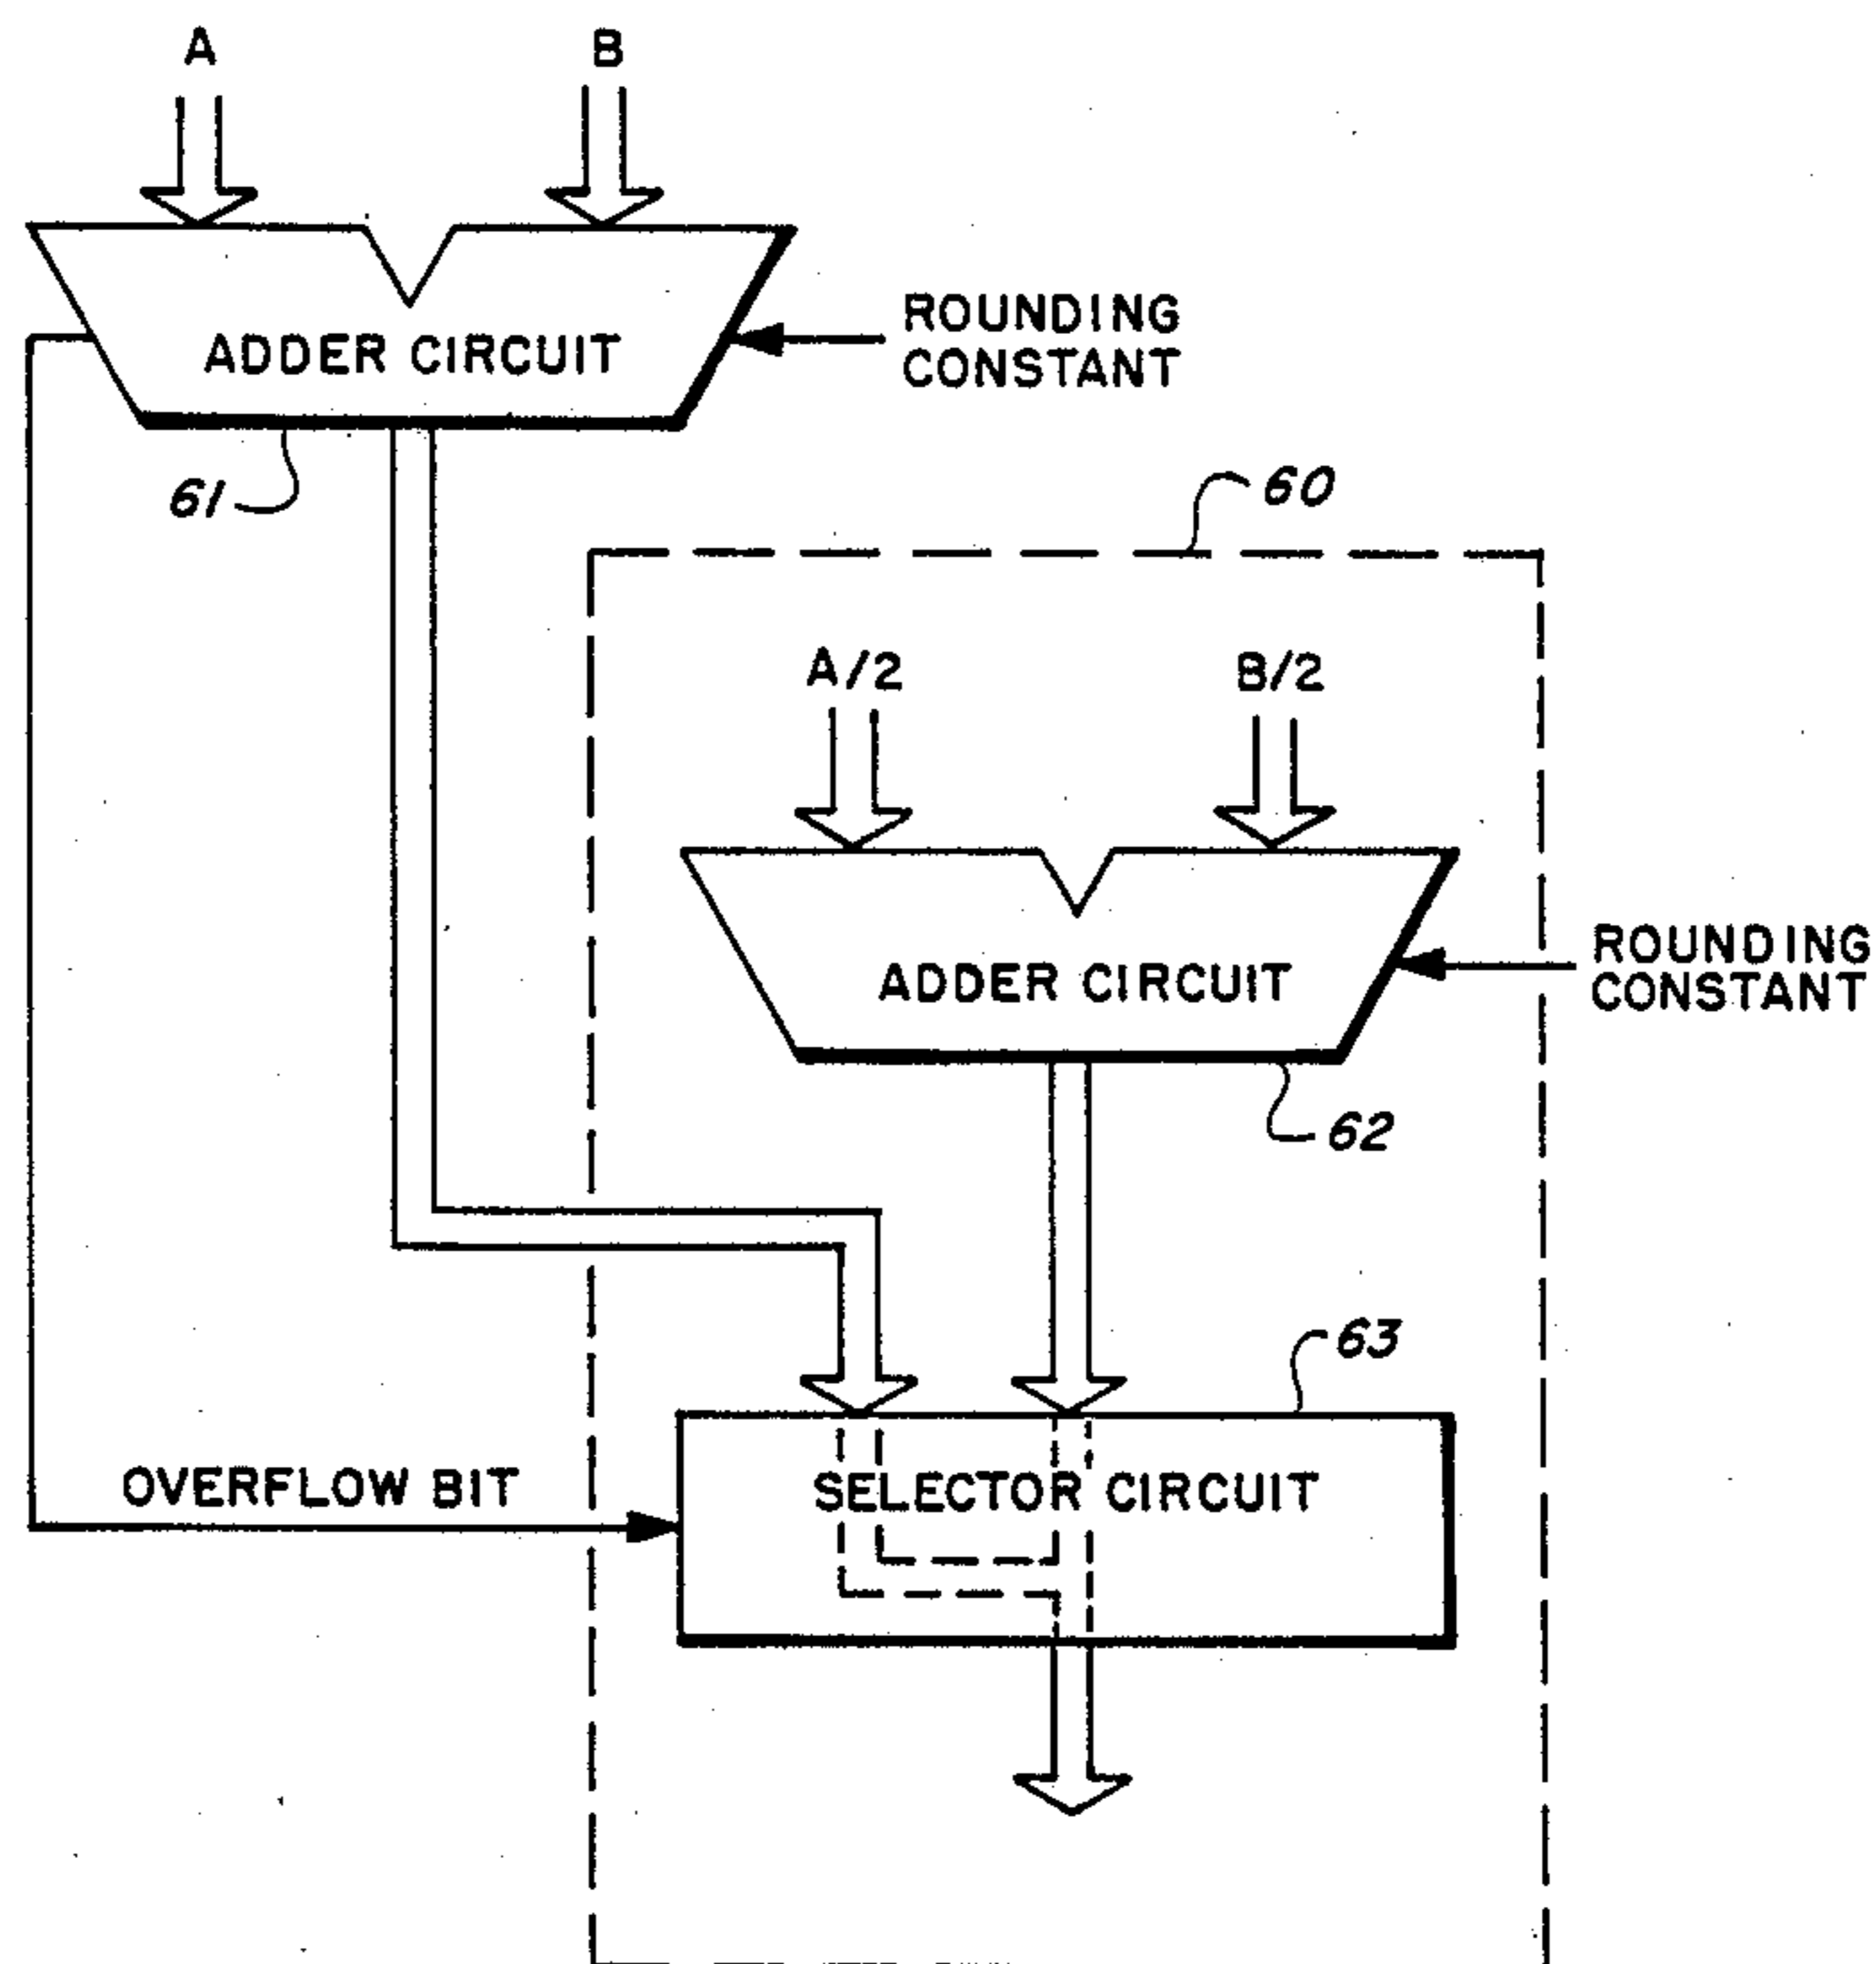 A
B
ROUNDING
CONSTANT
ADDER CIRCUIT
61
60
A/2
B/2
ROUNDING
CONSTANT
ADDER CIRCUIT
62
63
OVERFLOW BIT
SELECTOR CIRCUIT